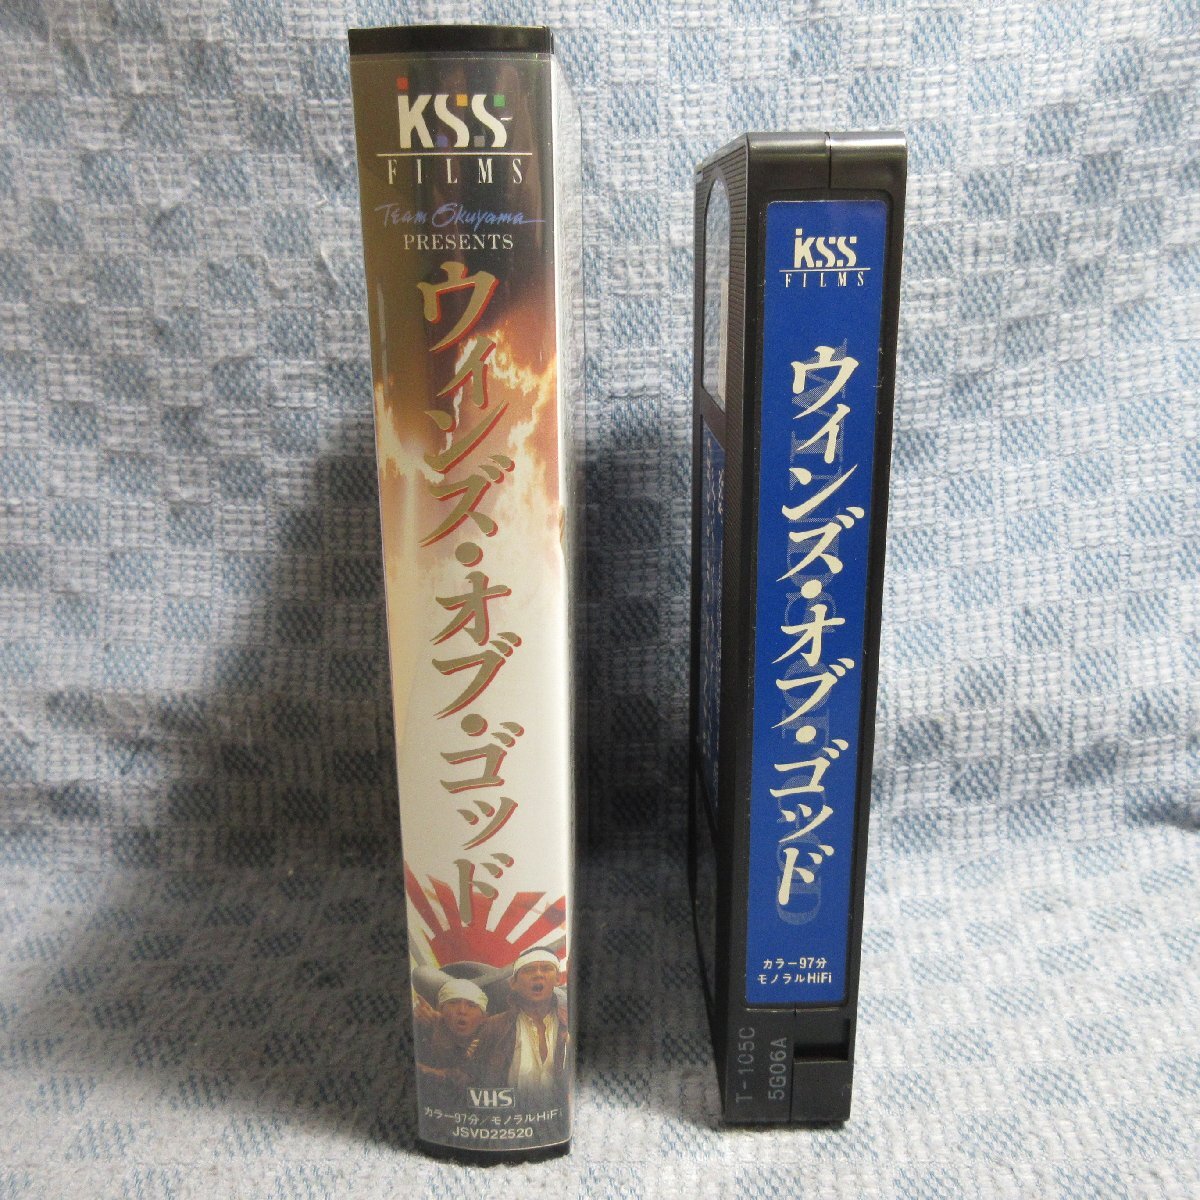 KSS
FILMS
Team Okuyama
PRESENTS
ウィンズ・オブ・ゴッド
VHS
カラー97分/モノラルHiFi
JSVD22520
KSS
FILMS
ウィンズ・オブ・ゴッド
カラー97分
モノラルHiFi
T-105C
5G06A